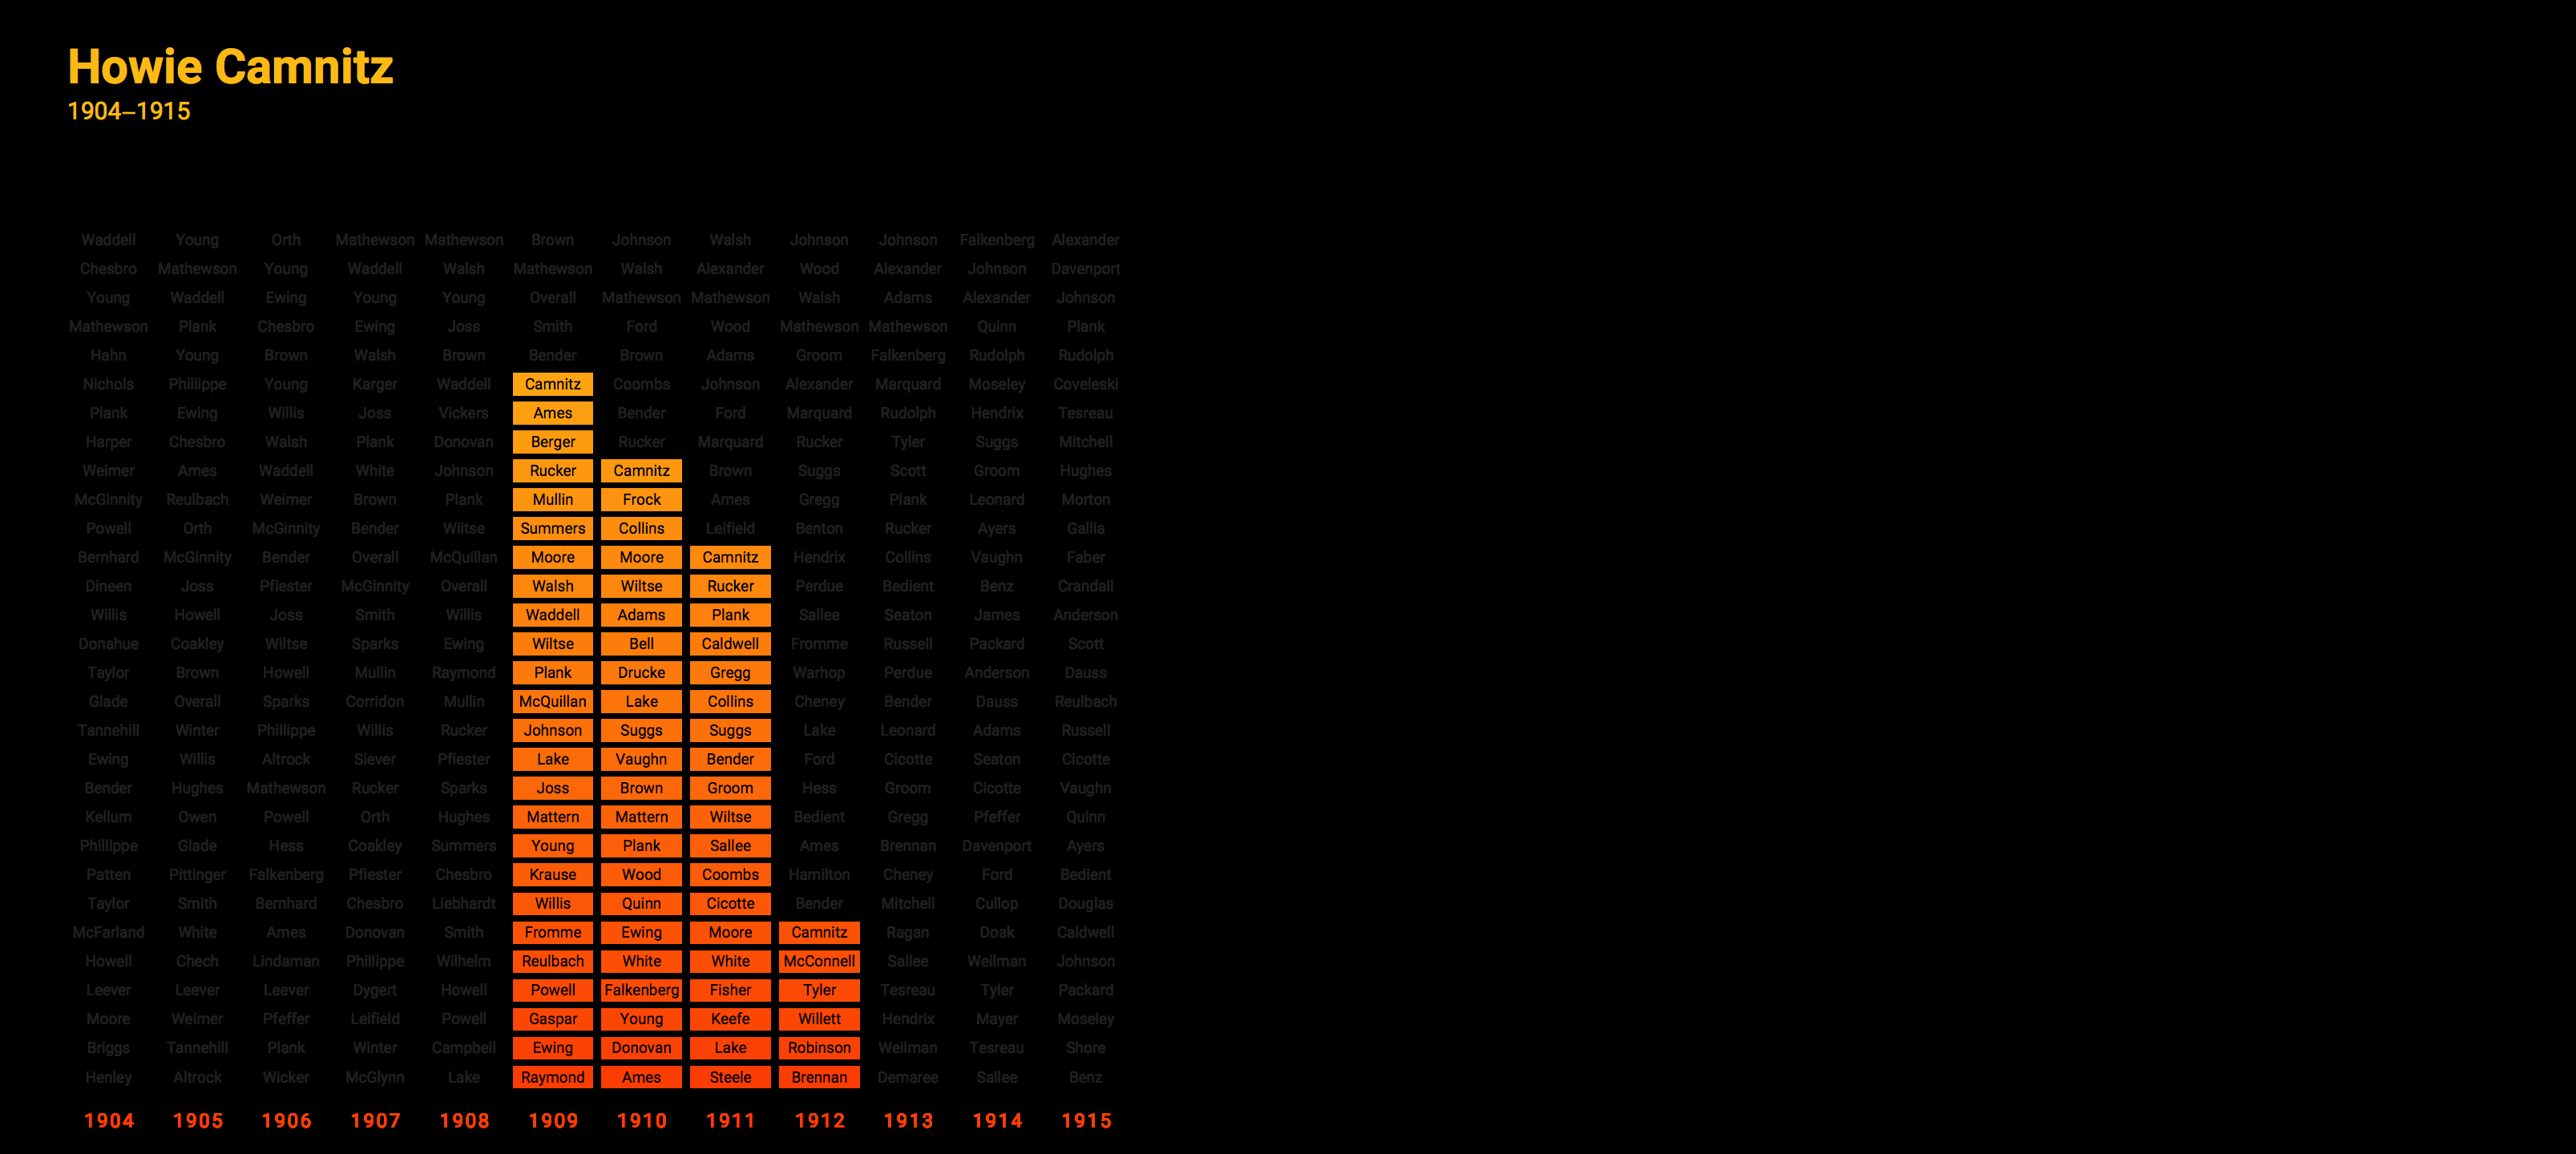 Howie Camnitz
1904–1915
Waddell Young Orth Mathewson Mathewson Brown Johnson Walsh Johnson Johnson Falkenberg Alexander
Chesbro Mathewson Young Waddell Walsh Mathewson Walsh Alexander Wood Alexander Johnson Davenport
Young Waddell Ewing Young Young Overall Mathewson Mathewson Walsh Adams Alexander Johnson
Mathewson Plank Chesbro Ewing Joss Smith Ford Wood Mathewson Mathewson Quinn Plank
Hahn Young Brown Walsh Brown Bender Brown Adams Groom Falkenberg Rudolph Rudolph
Nichols Phillippe Young Karger Waddell Camnitz Coombs Johnson Alexander Marquard Moseley Coveleski
Plank Ewing Willis Joss Vickers Ames Bender Ford Marquard Rudolph Hendrix Tesreau
Harper Chesbro Walsh Plank Donovan Berger Rucker Marquard Rucker Tyler Suggs Mitchell
Weimer Ames Waddell White Johnson Rucker Camnitz Brown Suggs Scott Groom Hughes
McGinnity Reulbach Weimer Brown Plank Mullin Frock Ames Gregg Plank Leonard Morton
Powell Orth McGinnity Bender Wiltse Summers Collins Leifield Benton Rucker Ayers Gallia
Bernhard McGinnity Bender Overall McQuillan Moore Moore Camnitz Hendrix Collins Vaughn Faber
Dineen Joss Pfiester McGinnity Overall Walsh Wiltse Rucker Perdue Bedient Benz Crandall
Willis Howell Joss Smith Willis Waddell Adams Plank Sallee Seaton James Anderson
Donahue Coakley Wiltse Sparks Ewing Wiltse Bell Caldwell Fromme Russell Packard Scott
Taylor Brown Howell Mullin Raymond Plank Drucke Gregg Warhop Perdue Anderson Dauss
Glade Overall Sparks Corridon Mullin McQuillan Lake Collins Cheney Bender Dauss Reulbach
Tannehill Winter Phillippe Willis Rucker Johnson Suggs Suggs Lake Leonard Adams Russell
Ewing Willis Altrock Siever Pfiester Lake Vaughn Bender Ford Cicotte Seaton Cicotte
Bender Hughes Mathewson Rucker Sparks Joss Brown Groom Hess Groom Cicotte Vaughn
Kellum Owen Powell Orth Hughes Mattern Mattern Wiltse Bedient Gregg Pfeffer Quinn
Phillippe Glade Hess Coakley Summers Young Plank Sallee Ames Brennan Davenport Ayers
Patten Pittinger Falkenberg Pfiester Chesbro Krause Wood Coombs Hamilton Cheney Ford Bedient
Taylor Smith Bernhard Chesbro Liebhardt Willis Quinn Cicotte Bender Mitchell Cullop Douglas
McFarland White Ames Donovan Smith Fromme Ewing Moore Camnitz Ragan Doak Caldwell
Howell Chech Lindaman Phillippe Wilhelm Reulbach White White McConnell Sallee Weilman Johnson
Leever Leever Leever Dygert Howell Powell Falkenberg Fisher Tyler Tesreau Tyler Packard
Moore Weimer Pfeffer Leifield Powell Gaspar Young Keefe Willett Hendrix Mayer Moseley
Briggs Tannehill Plank Winter Campbell Ewing Donovan Lake Robinson Weilman Tesreau Shore
Henley Altrock Wicker McGlynn Lake Raymond Ames Steele Brennan Demaree Sallee Benz
1904 1905 1906 1907 1908 1909 1910 1911 1912 1913 1914 1915